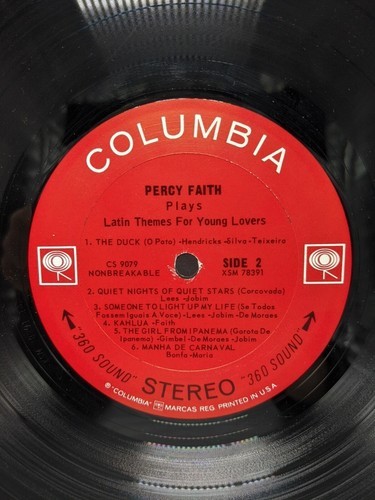 COLUMBIA
PERCY FAITH
Plays
Latin Themes For Young Lovers
1. THE DUCK (O Pato) -Hendricks -Silva -Teixeira
CS 9079
NONBREAKABLE
SIDE 2
XSM 78391
2. QUIET NIGHTS OF QUIET STARS (Corcovado)
Lees -Jobim
3. SOMEONE TO LIGHT UP MY LIFE (Se Todos
Fossem Iguais A Voce) -Lees -Jobim -De Moraes
4. KAHLUA -Faith
5. THE GIRL FROM IPANEMA (Garota De
Ipanema) -Gimbel -De Moraes -Jobim
6. MANHA DE CARNAVAL
Bonfa -Maria
"360 SOUND" STEREO "360 SOUND"
® "COLUMBIA" MARCAS REG. PRINTED IN U.S.A.